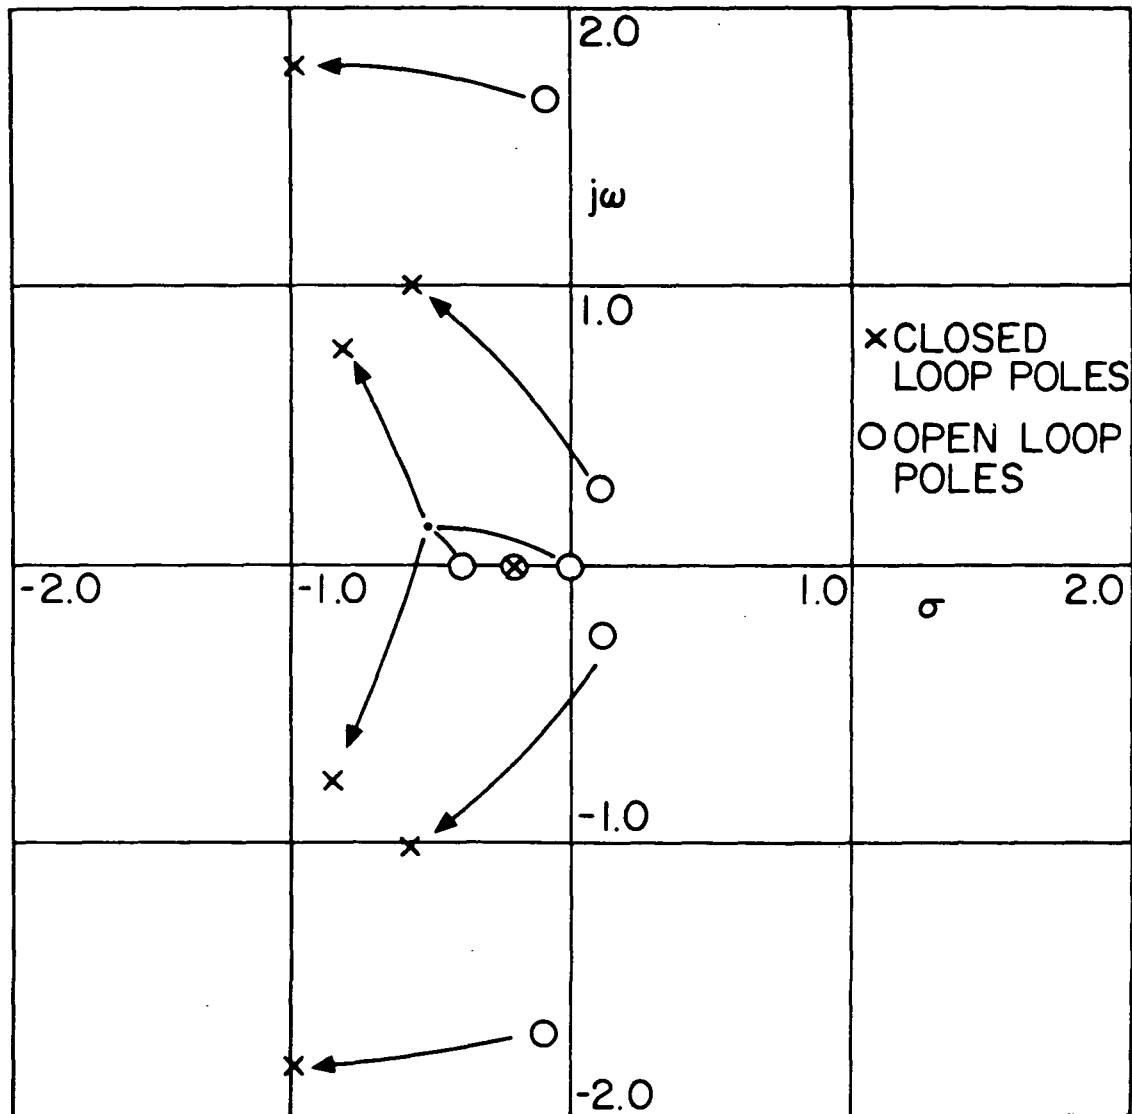 2.0
jω
1.0
× CLOSED
LOOP POLES
○ OPEN LOOP
POLES
-2.0 -1.0 1.0 σ 2.0
-1.0
-2.0